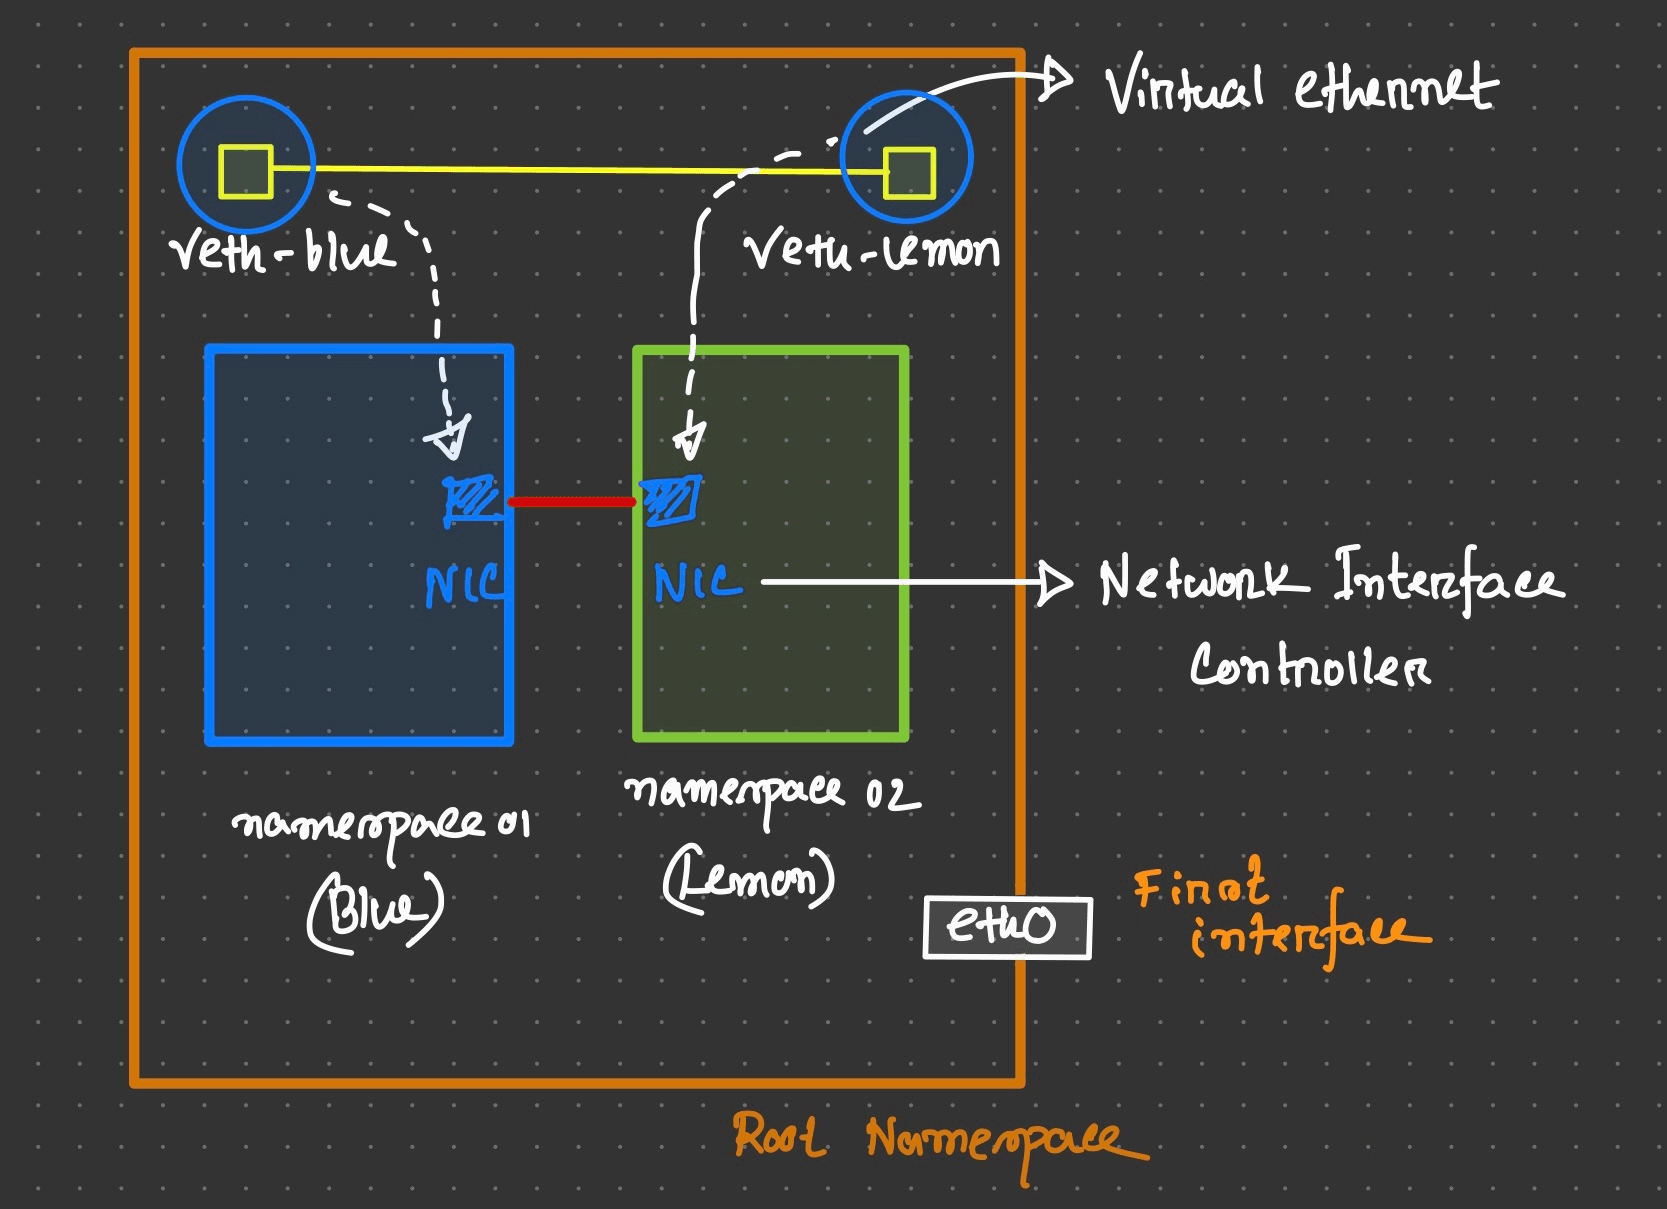 Virtual ethernet
veth-blue
veth-lemon
NIC
NIC
Network Interface
Controller
namespace 01
(Blue)
namespace 02
(Lemon)
eth0
First
interface
Root Namespace